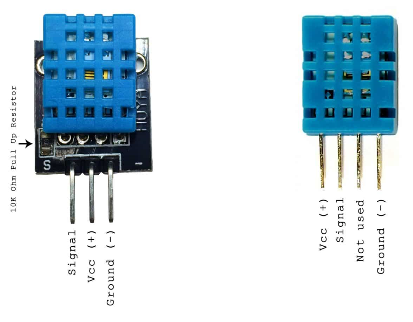 10K Ohm Pull Up Resistor
S
-
Signal
Vcc (+)
Ground (-)
Vcc (+)
Signal
Not used
Ground (-)